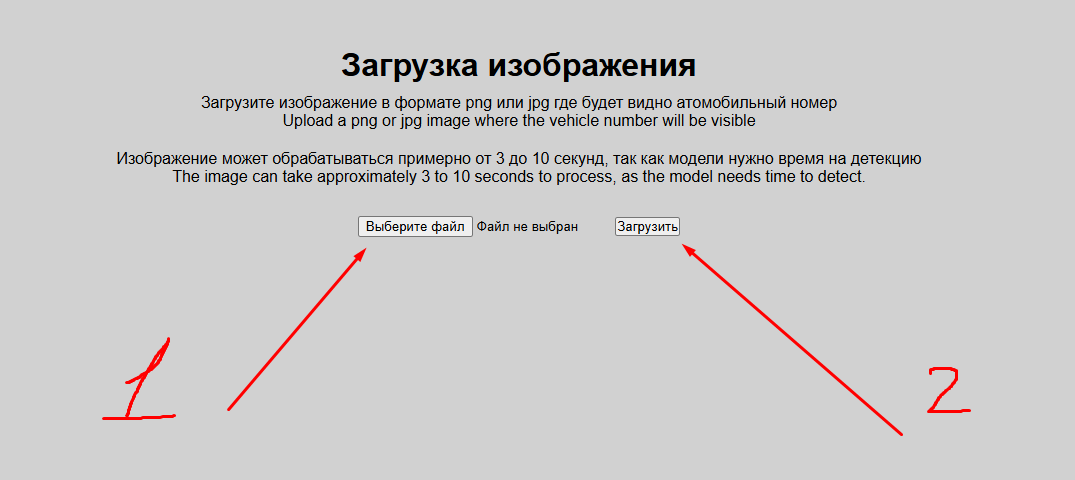 Загрузка изображения
Загрузите изображение в формате png или jpg где будет видно атомобильный номер
Upload a png or jpg image where the vehicle number will be visible
Изображение может обрабатываться примерно от 3 до 10 секунд, так как модели нужно время на детекцию
The image can take approximately 3 to 10 seconds to process, as the model needs time to detect.
Выберите файл Файл не выбран Загрузить
1 2